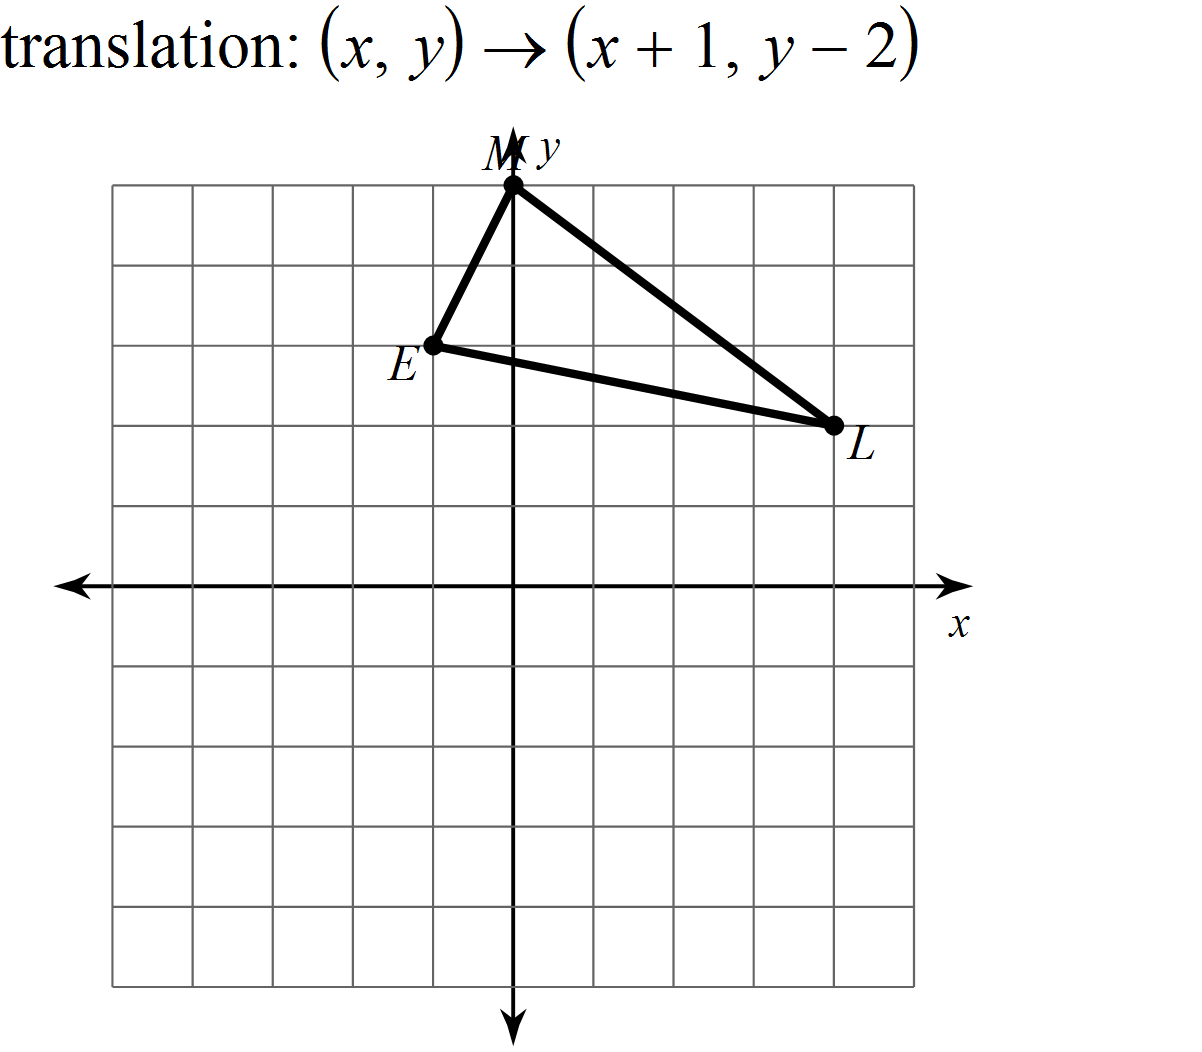 translation: (x, y) → (x + 1, y − 2)
M y
E
L
x